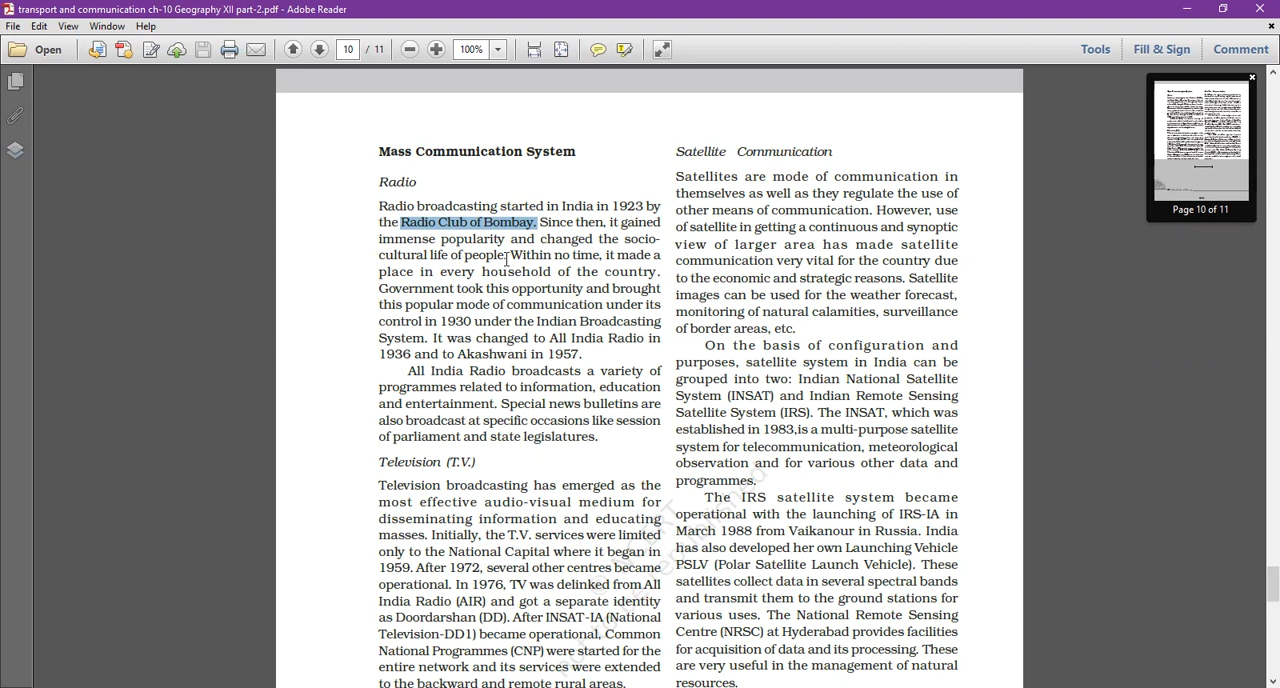 transport and communication ch-10 Geography XII part-2.pdf - Adobe Reader
File Edit View Window Help
Open 10 / 11 100% Tools Fill & Sign Comment
Page 10 of 11
Mass Communication System
Radio
Radio broadcasting started in India in 1923 by
the Radio Club of Bombay. Since then, it gained
immense popularity and changed the socio-
cultural life of people. Within no time, it made a
place in every household of the country.
Government took this opportunity and brought
this popular mode of communication under its
control in 1930 under the Indian Broadcasting
System. It was changed to All India Radio in
1936 and to Akashwani in 1957.
All India Radio broadcasts a variety of
programmes related to information, education
and entertainment. Special news bulletins are
also broadcast at specific occasions like session
of parliament and state legislatures.
Television (T.V.)
Television broadcasting has emerged as the
most effective audio-visual medium for
disseminating information and educating
masses. Initially, the T.V. services were limited
only to the National Capital where it began in
1959. After 1972, several other centres became
operational. In 1976, TV was delinked from All
India Radio (AIR) and got a separate identity
as Doordarshan (DD). After INSAT-IA (National
Television-DD1) became operational, Common
National Programmes (CNP) were started for the
entire network and its services were extended
to the backward and remote rural areas.
Satellite Communication
Satellites are mode of communication in
themselves as well as they regulate the use of
other means of communication. However, use
of satellite in getting a continuous and synoptic
view of larger area has made satellite
communication very vital for the country due
to the economic and strategic reasons. Satellite
images can be used for the weather forecast,
monitoring of natural calamities, surveillance
of border areas, etc.
On the basis of configuration and
purposes, satellite system in India can be
grouped into two: Indian National Satellite
System (INSAT) and Indian Remote Sensing
Satellite System (IRS). The INSAT, which was
established in 1983,is a multi-purpose satellite
system for telecommunication, meteorological
observation and for various other data and
programmes.
The IRS satellite system became
operational with the launching of IRS-IA in
March 1988 from Vaikanour in Russia. India
has also developed her own Launching Vehicle
PSLV (Polar Satellite Launch Vehicle). These
satellites collect data in several spectral bands
and transmit them to the ground stations for
various uses. The National Remote Sensing
Centre (NRSC) at Hyderabad provides facilities
for acquisition of data and its processing. These
are very useful in the management of natural
resources.